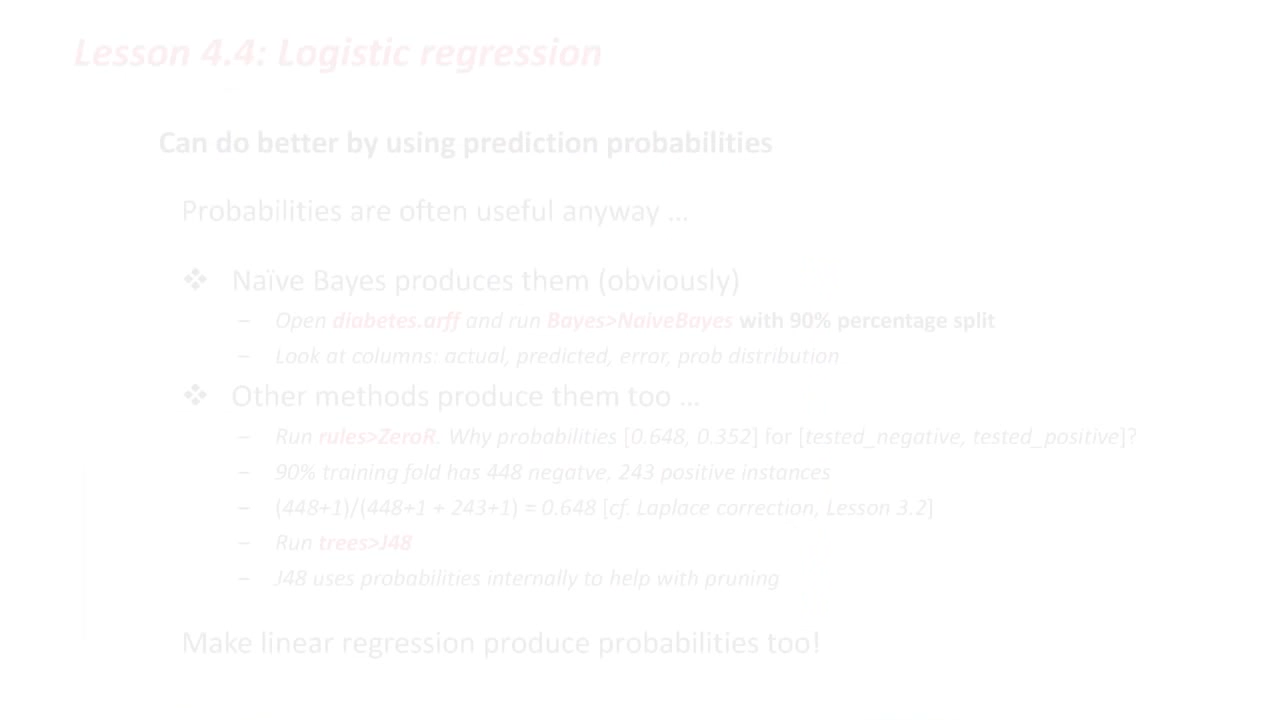 Lesson 4.4: Logistic regression
Can do better by using prediction probabilities
Probabilities are often useful anyway …
❖ Naïve Bayes produces them (obviously)
– Open diabetes.arff and run Bayes>NaiveBayes with 90% percentage split
– Look at columns: actual, predicted, error, prob distribution
❖ Other methods produce them too …
– Run rules>ZeroR. Why probabilities [0.648, 0.352] for [tested_negative, tested_positive]?
– 90% training fold has 448 negatve, 243 positive instances
– (448+1)/(448+1 + 243+1) = 0.648 [cf. Laplace correction, Lesson 3.2]
– Run trees>J48
– J48 uses probabilities internally to help with pruning
Make linear regression produce probabilities too!